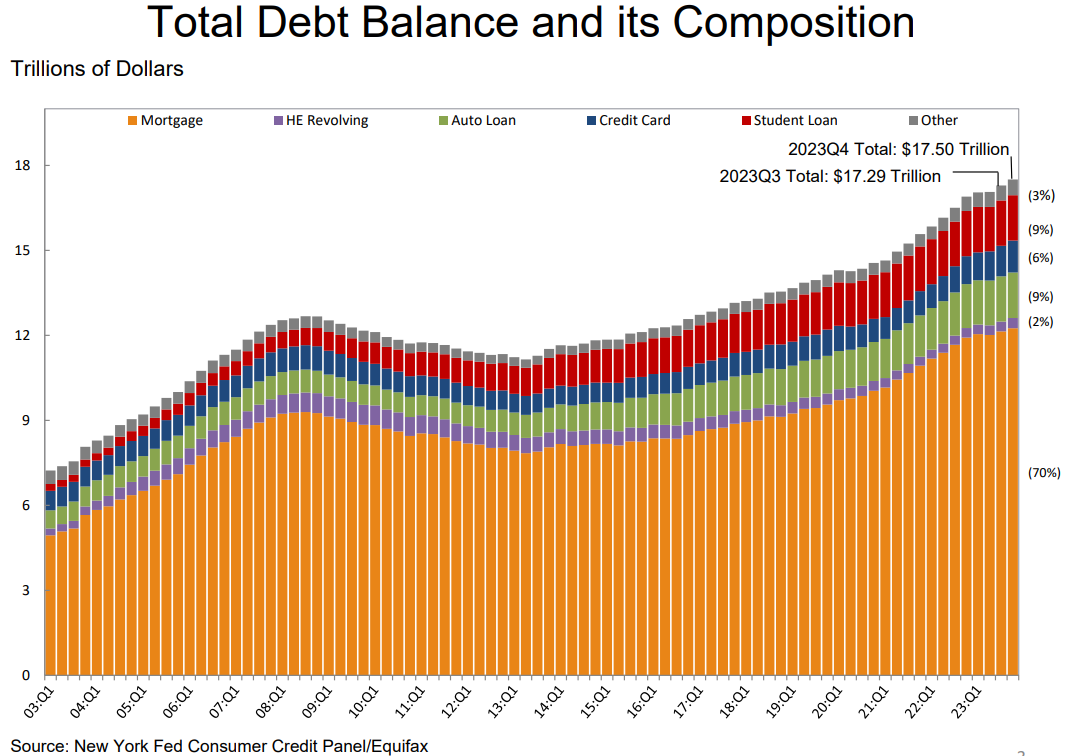 Total Debt Balance and its Composition
Trillions of Dollars
Mortgage HE Revolving Auto Loan Credit Card Student Loan Other
2023Q4 Total: $17.50 Trillion
18
2023Q3 Total: $17.29 Trillion
(3%)
(9%)
15
(6%)
(9%)
(2%)
12
9
(70%)
6
3
0
03:Q1 04:Q1 05:Q1 06:Q1 07:Q1 08:Q1 09:Q1 10:Q1 11:Q1 12:Q1 13:Q1 14:Q1 15:Q1 16:Q1 17:Q1 18:Q1 19:Q1 20:Q1 21:Q1 22:Q1 23:Q1
Source: New York Fed Consumer Credit Panel/Equifax